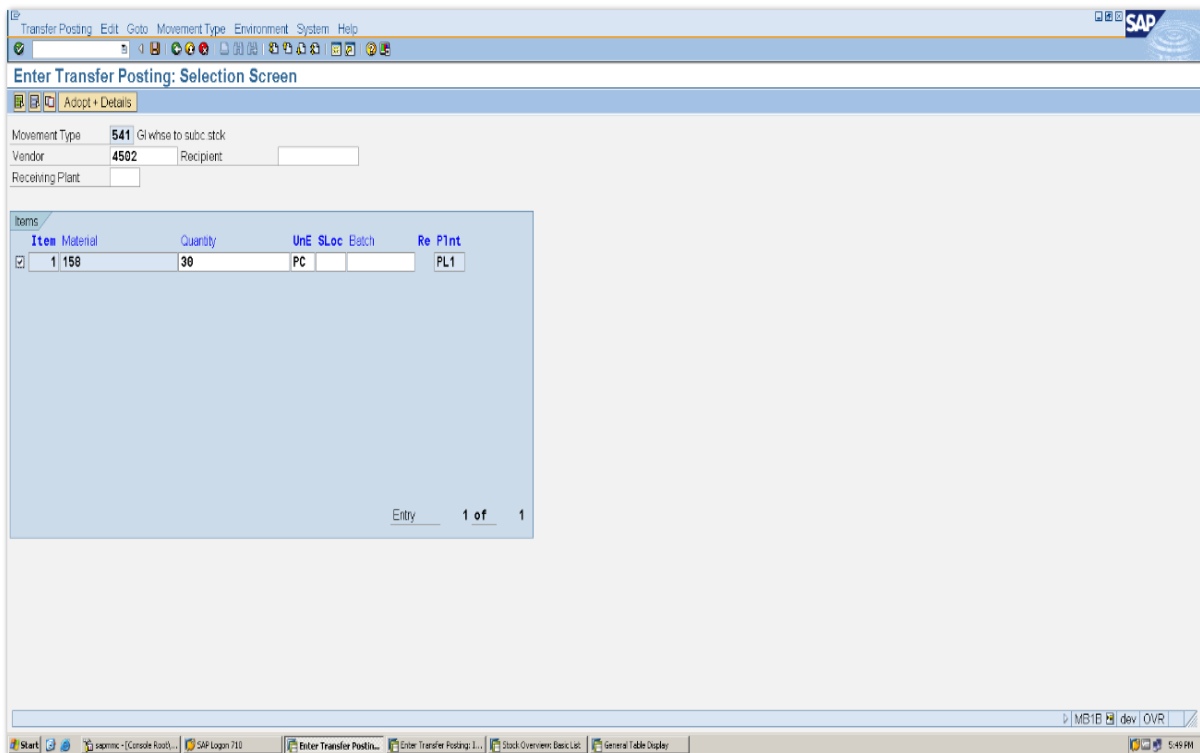 Transfer Posting Edit Goto Movement Type Environment System Help
SAP
Enter Transfer Posting: Selection Screen
Adopt + Details
Movement Type 541 GI whse to subc.stck
Vendor 4502 Recipient
Receiving Plant
Items
Item Material Quantity UnE SLoc Batch Re Plnt
1 158 30 PC PL1
Entry 1 of 1
MB1B dev OVR
Start sapmmc - [Console Root\... SAP Logon 710 Enter Transfer Postin... Enter Transfer Posting: I... Stock Overview: Basic List General Table Display 5:49 PM